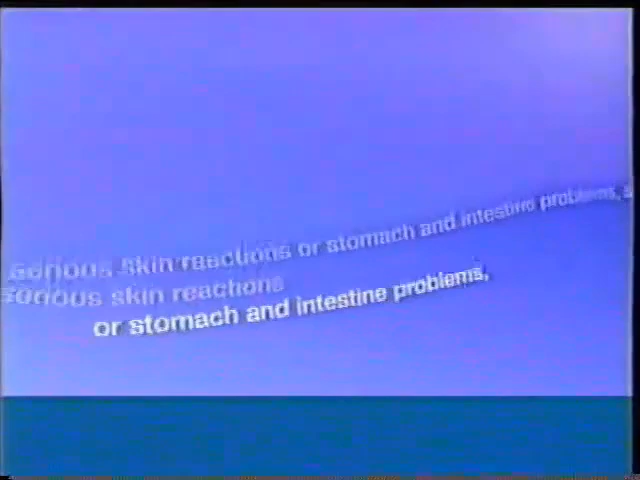 serious skin reactions or stomach and intestine problems,
serious skin reactions
or stomach and intestine problems,